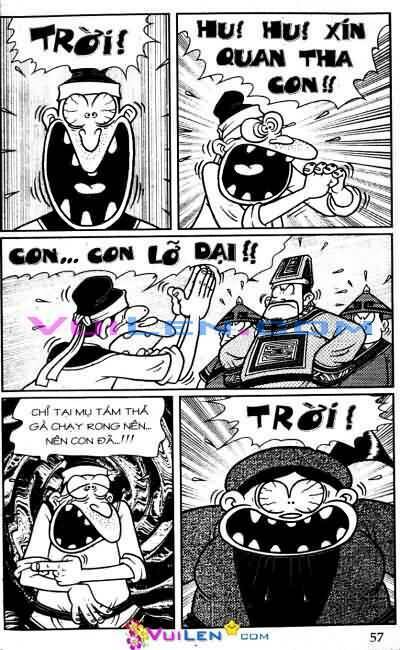 TRỜI!
HU! HU! XÍN
QUAN THA
CON!!
CON... CON LỠ DẠI!!
VUILEN.COM
CHỈ TẠI MỤ TÁM THẢ
GÀ CHẠY RONG NÊN...
NÊN CON ĐÃ...!!!
TRỜI!
57
VUILEN.COM